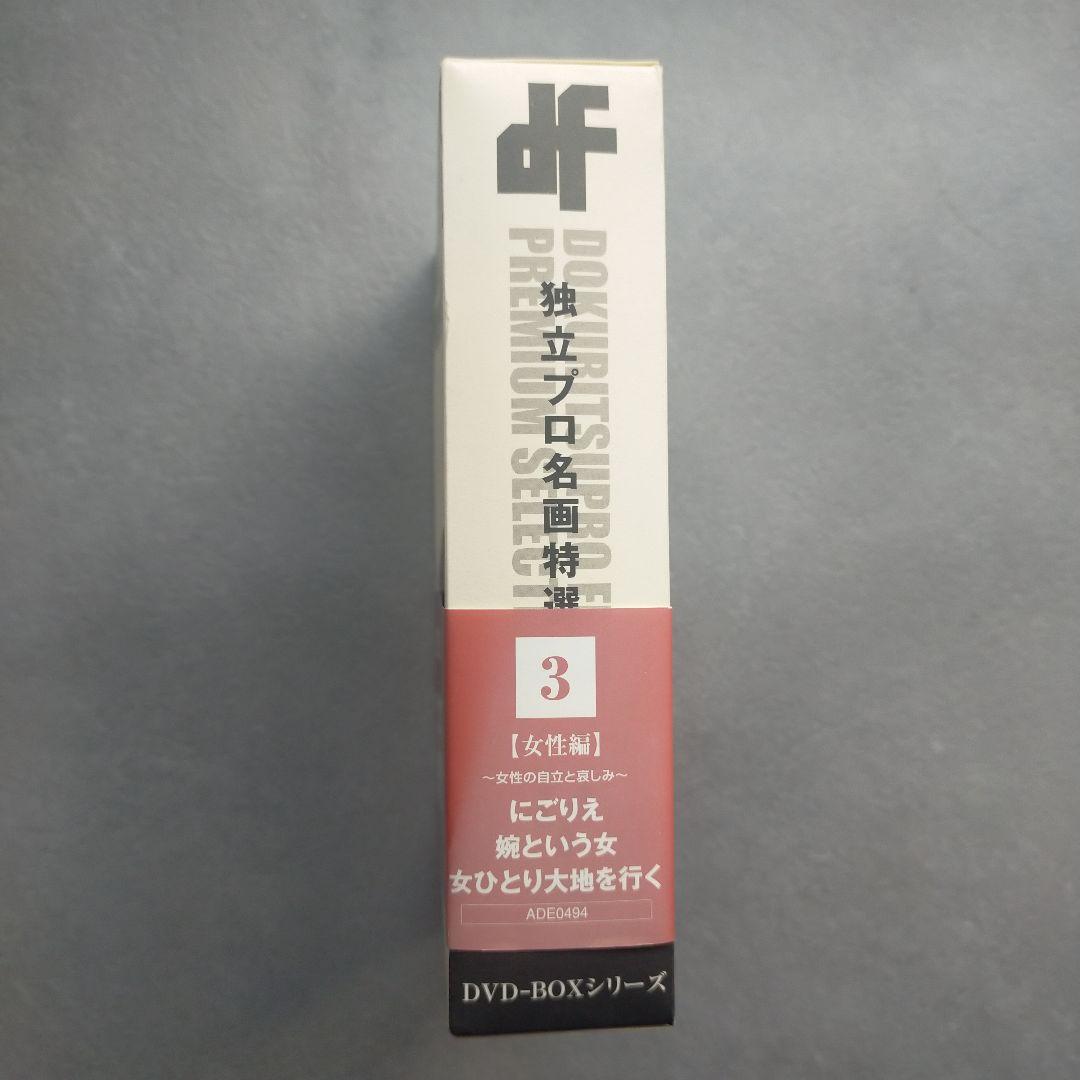 df
DOKURITSUPRO
PREMIUM SELECT
独立プロ名画特選
3
【女性編】
～女性の自立と哀しみ～
にごりえ
婉という女
女ひとり大地を行く
ADE0494
DVD-BOXシリーズ